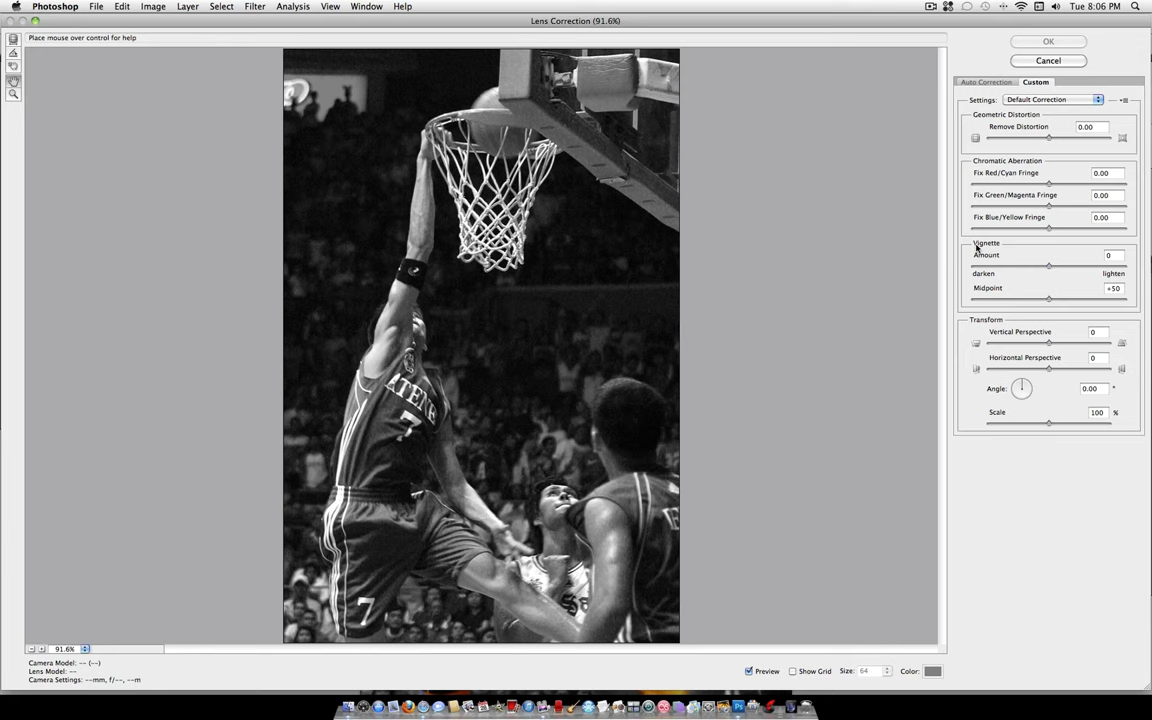 Photoshop File Edit Image Layer Select Filter Analysis View Window Help Tue 8:06 PM
Lens Correction (91.6%)
Place mouse over control for help
OK
Cancel
Auto Correction Custom
Settings: Default Correction
Geometric Distortion
Remove Distortion 0.00
Chromatic Aberration
Fix Red/Cyan Fringe 0.00
Fix Green/Magenta Fringe 0.00
Fix Blue/Yellow Fringe 0.00
Vignette
Amount 0
darken lighten
Midpoint +50
Transform
Vertical Perspective 0
Horizontal Perspective 0
Angle: 0.00 °
Scale 100 %
ATENE
7
7
91.6%
Camera Model: -- (--)
Lens Model: --
Camera Settings: --mm, f/--, --m
Preview Show Grid Size: 64 Color: